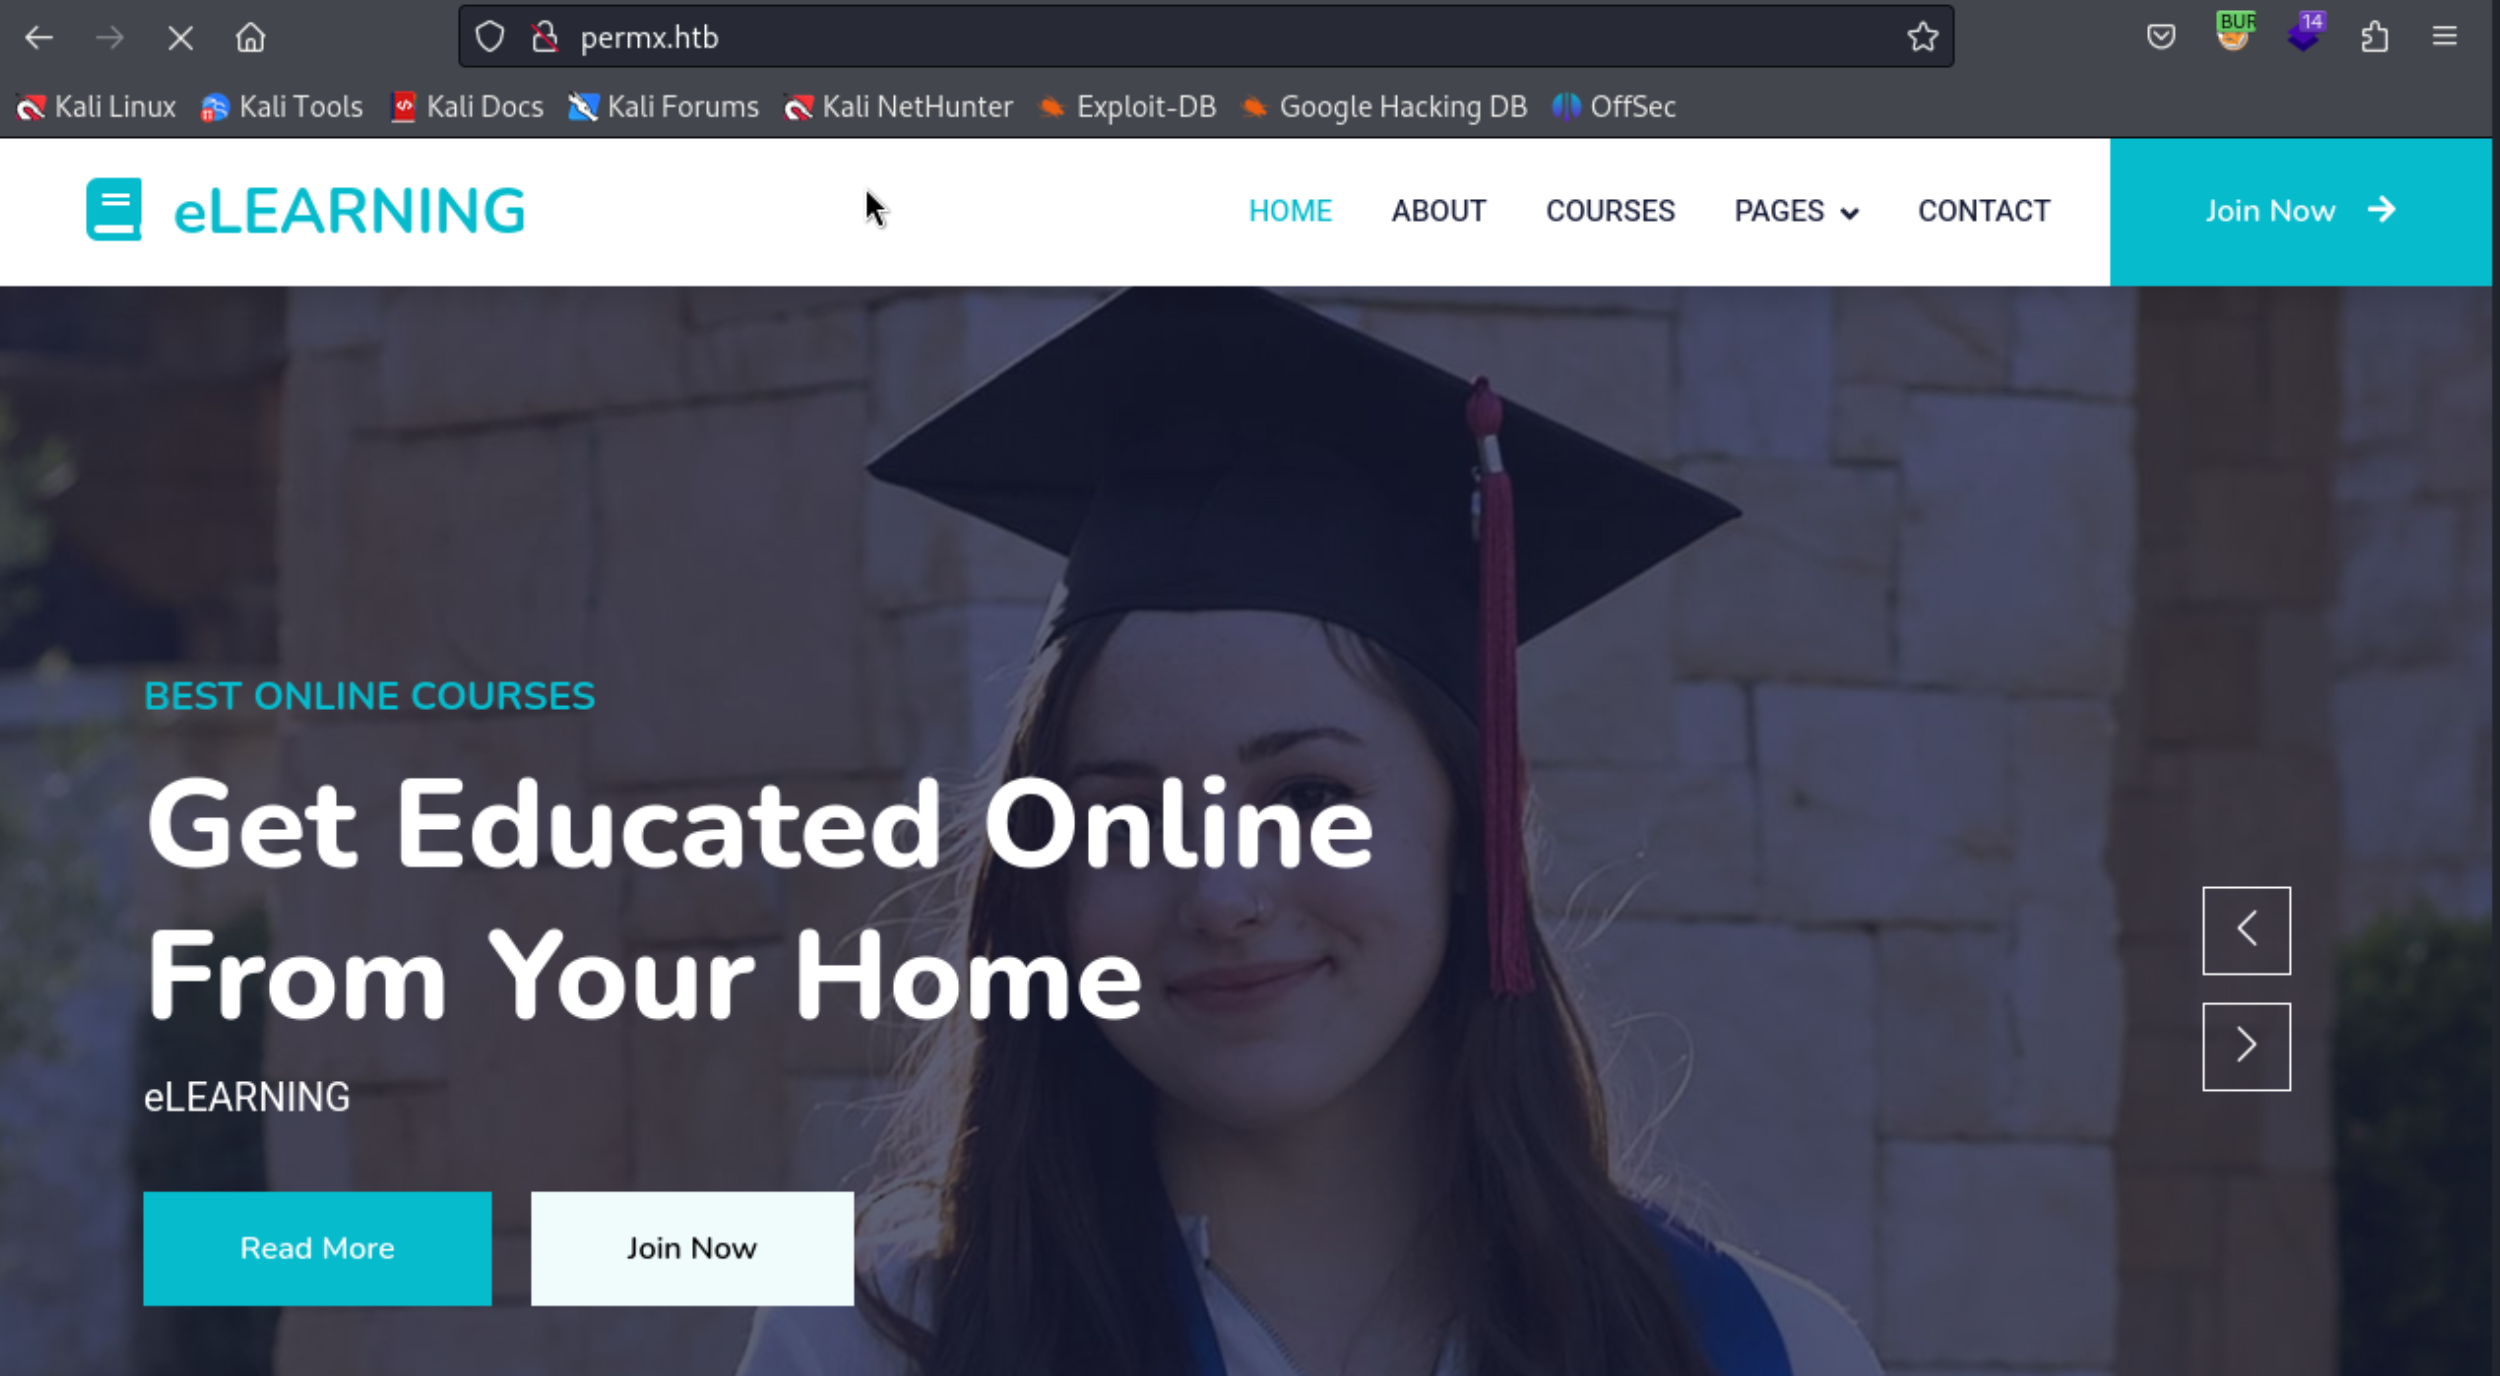 BUR
14
permx.htb
Kali Linux Kali Tools Kali Docs Kali Forums Kali NetHunter Exploit-DB Google Hacking DB OffSec
eLEARNING
HOME ABOUT COURSES PAGES CONTACT Join Now
BEST ONLINE COURSES
Get Educated Online
From Your Home
eLEARNING
Read More Join Now